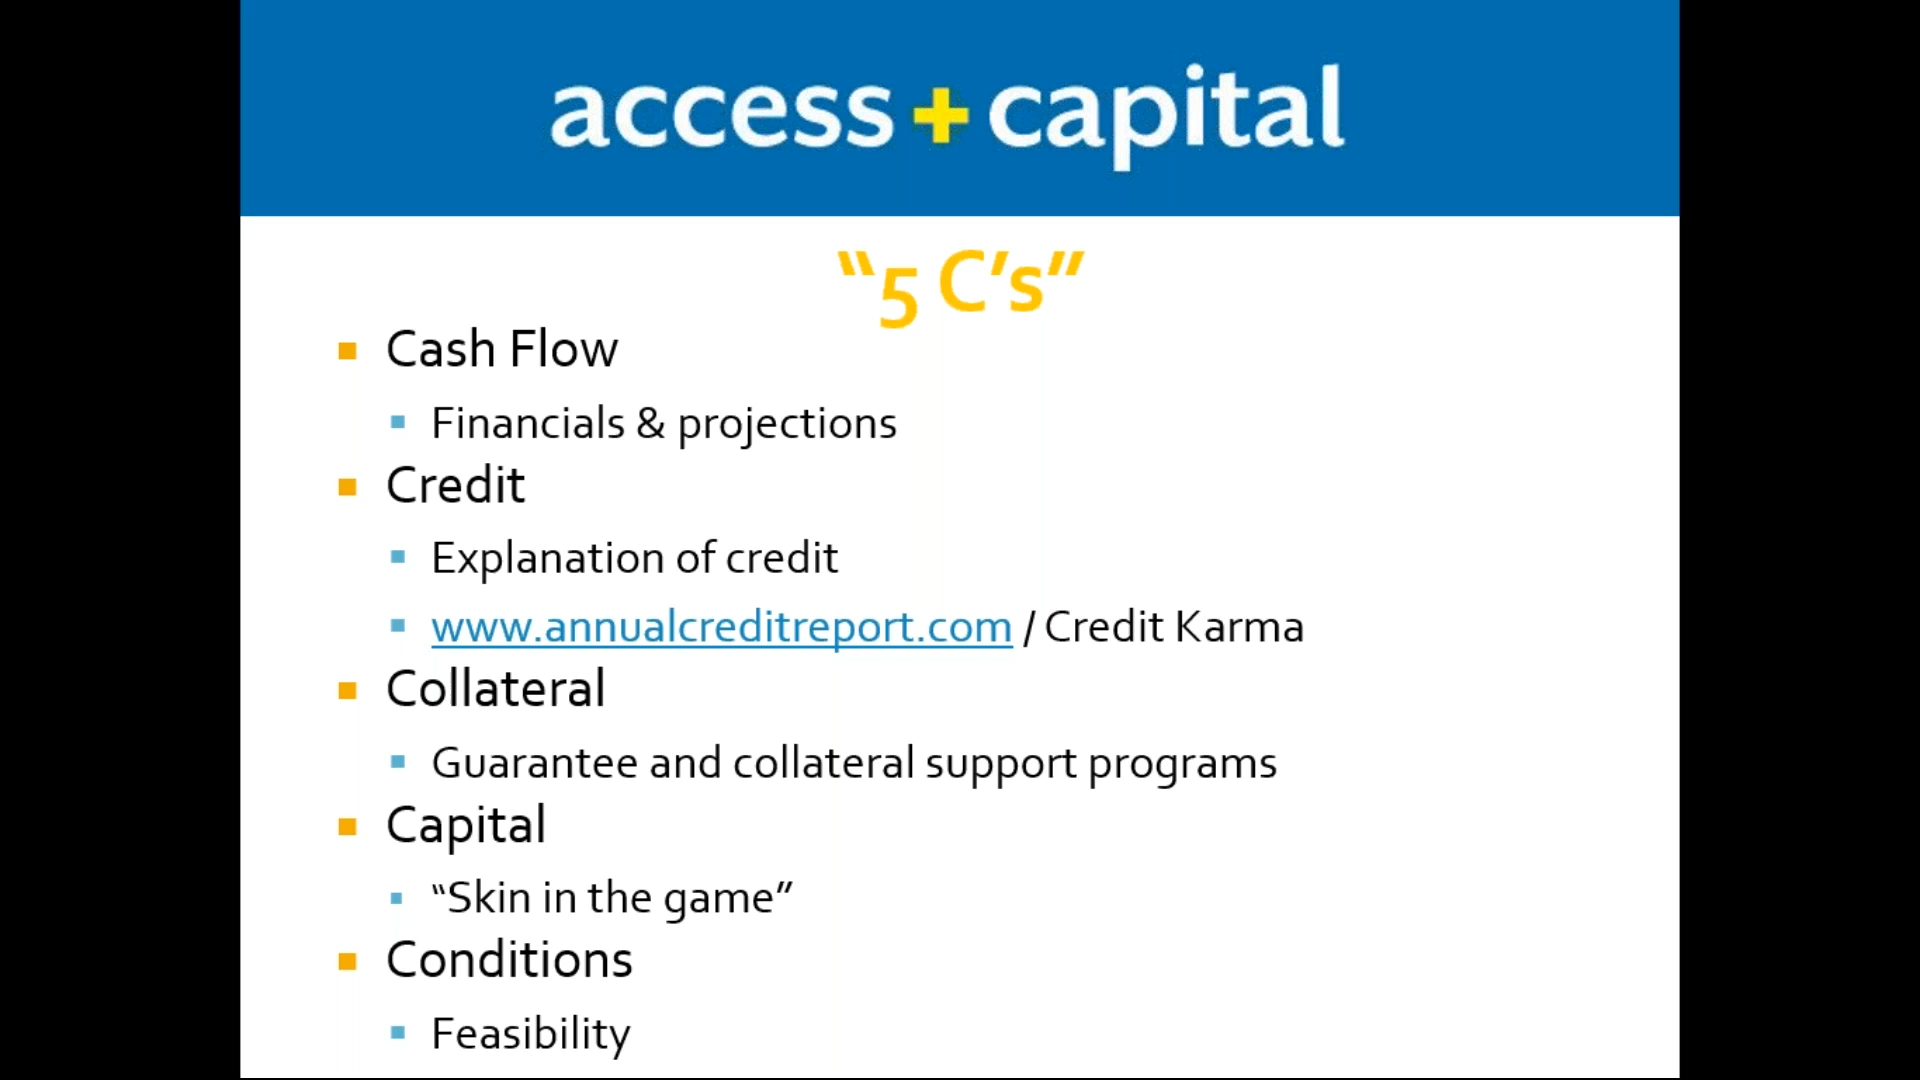 access + capital
“5 C’s”
Cash Flow
Financials & projections
Credit
Explanation of credit
www.annualcreditreport.com / Credit Karma
Collateral
Guarantee and collateral support programs
Capital
“Skin in the game”
Conditions
Feasibility